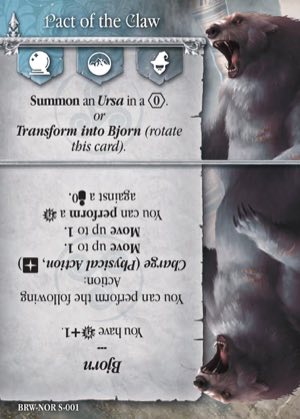 Pact of the Claw
Summon an Ursa in a 0.
or
Transform into Bjorn (rotate
this card).
Bjorn
--
You have +1.
You can perform the following
Action:
Charge (Physical Action, )
Move up to 1.
Move up to 1.
You can perform a
against a 0.
BRW-NOR S-001